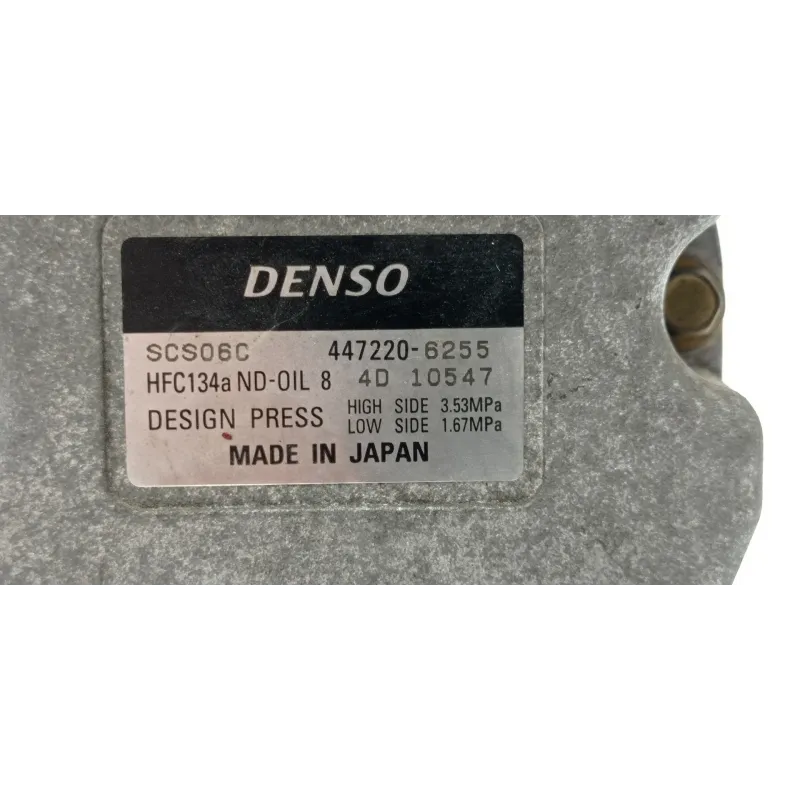 DENSO
SCS06C 447220-6255
HFC134a ND-OIL 8 4D 10547
DESIGN PRESS HIGH SIDE 3.53MPa
LOW SIDE 1.67MPa
MADE IN JAPAN